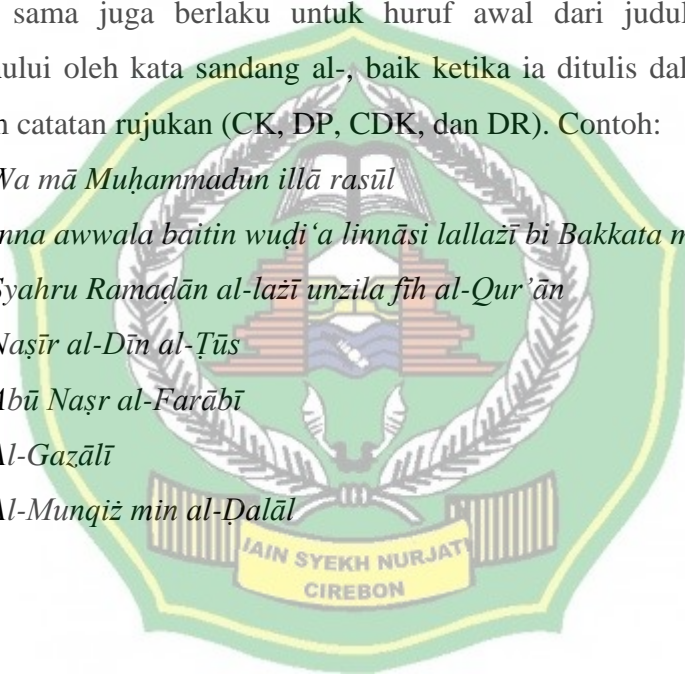 sama juga berlaku untuk huruf awal dari judul
oleh kata sandang al-, baik ketika ia ditulis
catatan rujukan (CK, DP, CDK, dan DR). Contoh:
Wa mā Muḥammadun illā rasūl
awwala baitin wuḍi‘a linnāsi lallażī bi Bakkata
Syahru Ramaḍān al-lażī unzila fīh al-Qur’ān
Naṣīr al-Dīn al-Ṭūs
Abū Naṣr al-Farābī
Al-Gazālī
Al-Munqiż min al-Ḍalāl
IAIN SYEKH NURJATI
CIREBON